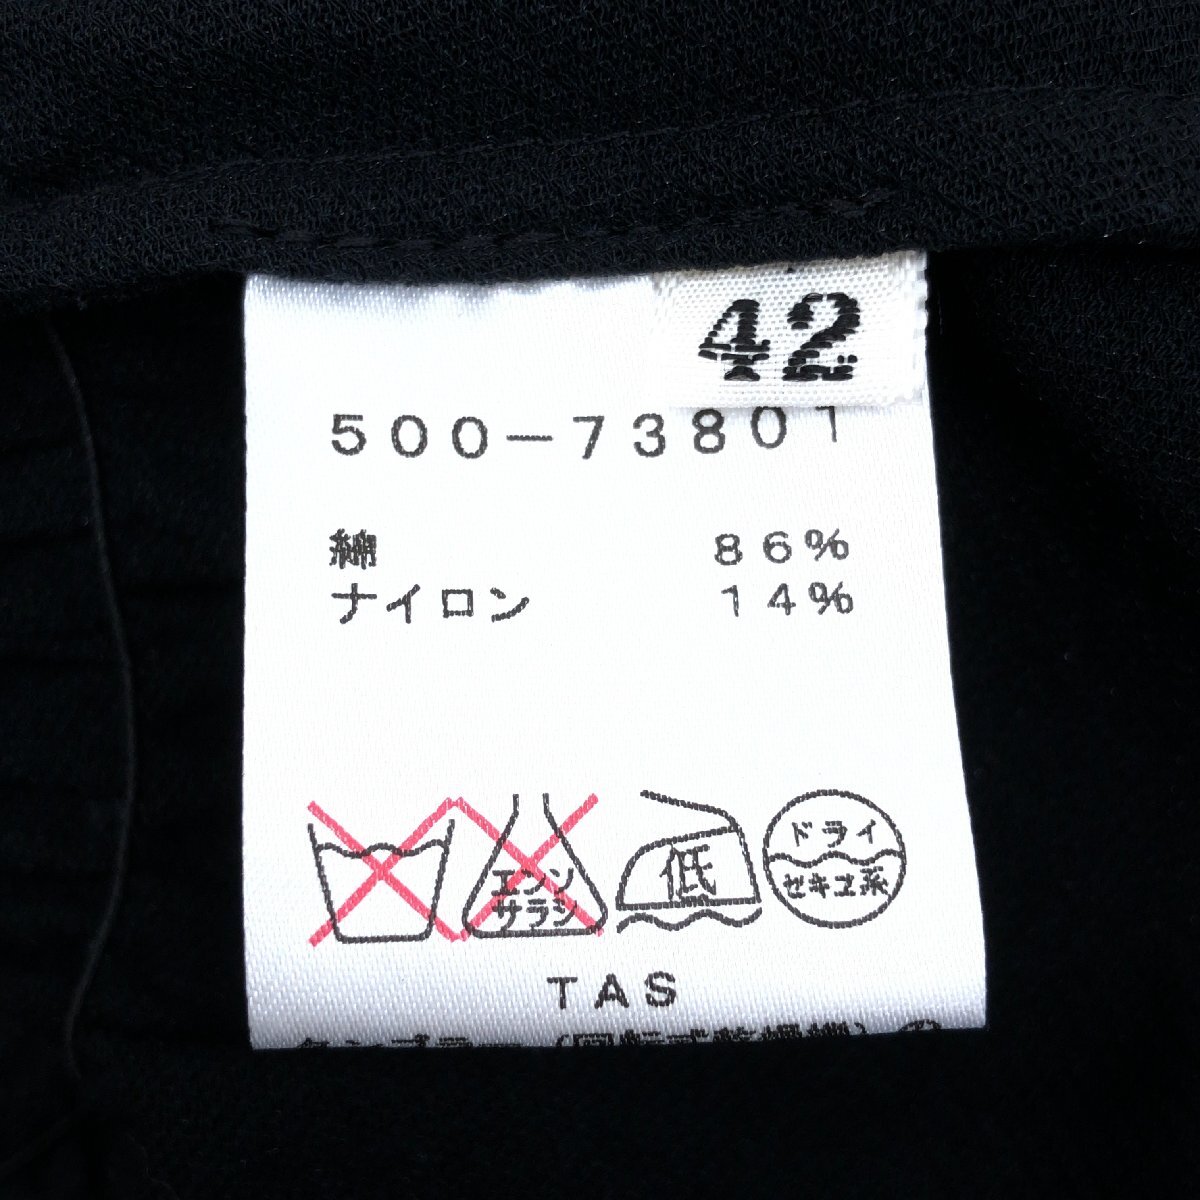 42
500-73801
綿 86%
ナイロン 14%
エンソ
サラシ
低
ドライ
セキユ系
TAS